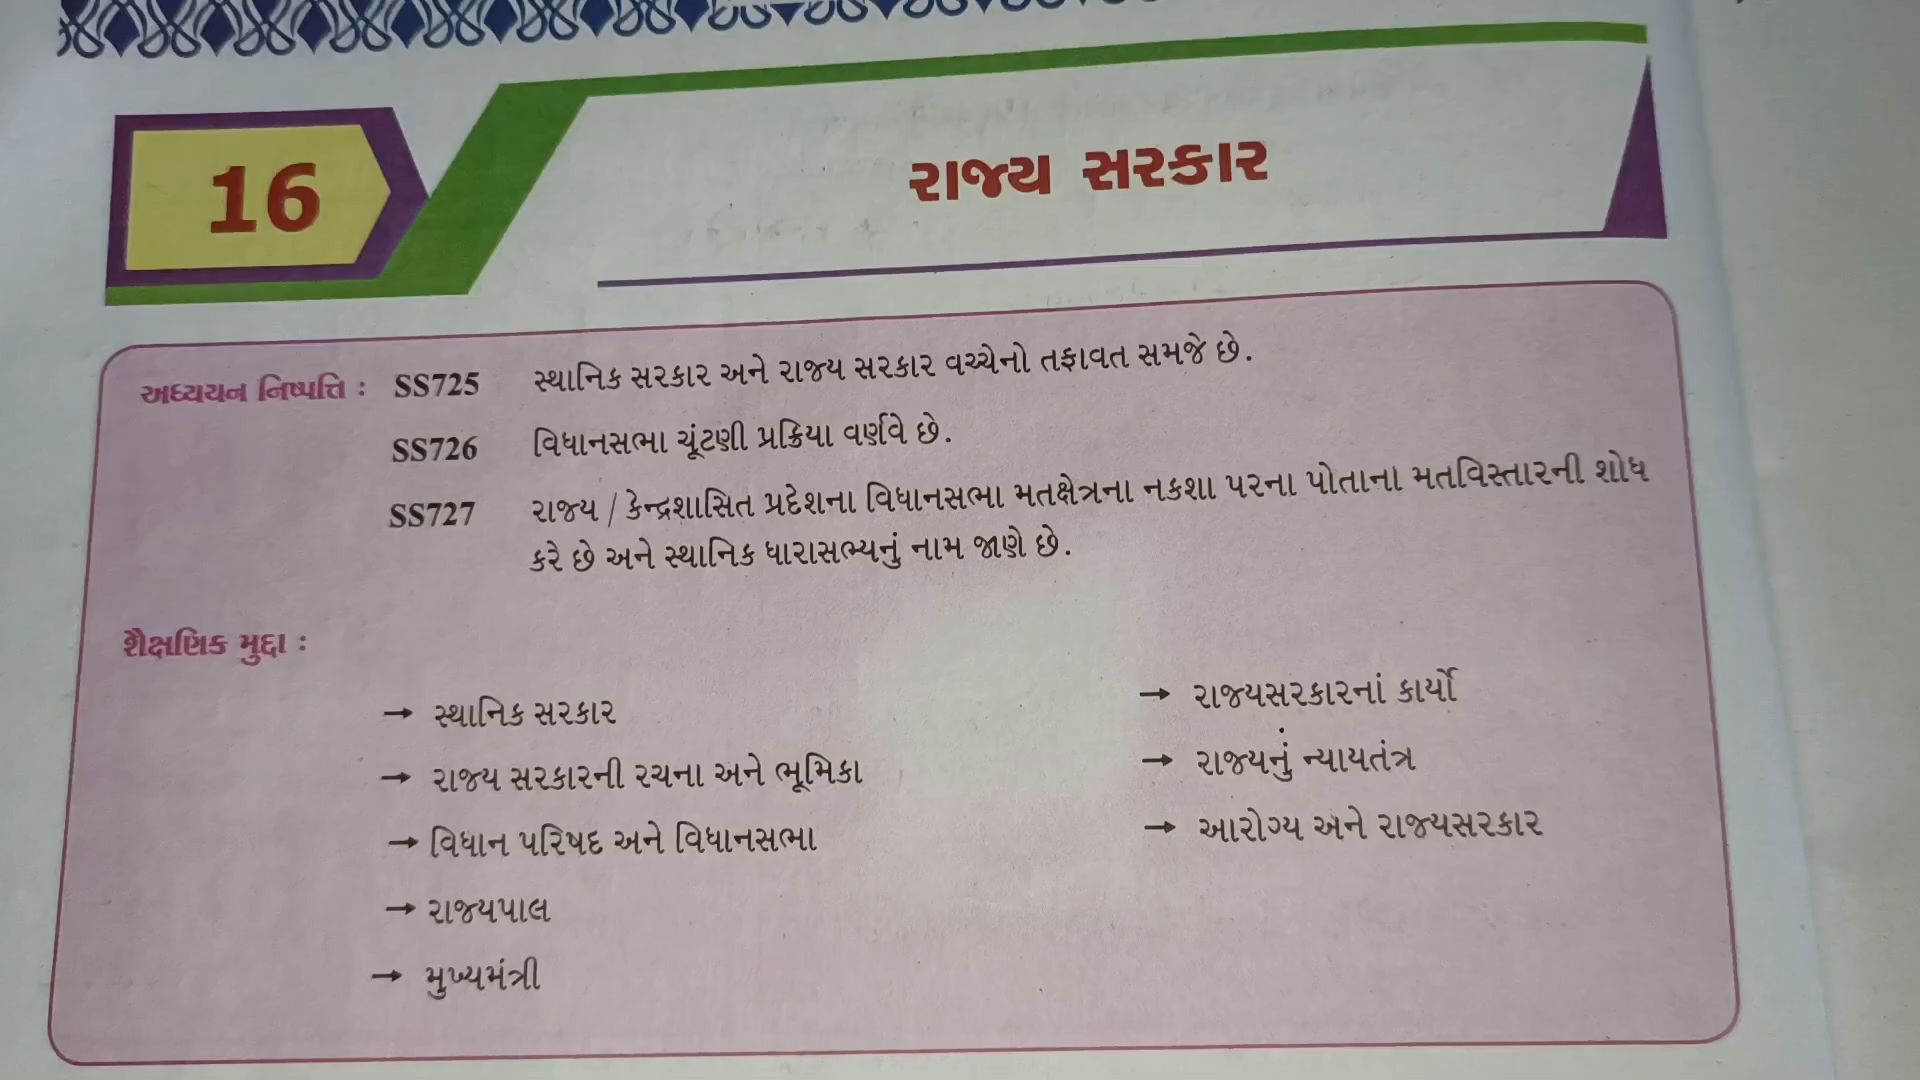 16
રાજ્ય સરકાર
અધ્યયન નિષ્પત્તિ : SS725 સ્થાનિક સરકાર અને રાજ્ય સરકાર વચ્ચેનો તફાવત સમજે છે.
SS726 વિધાનસભા ચૂંટણી પ્રક્રિયા વર્ણવે છે.
SS727 રાજ્ય / કેન્દ્રશાસિત પ્રદેશના વિધાનસભા મતક્ષેત્રના નકશા પરના પોતાના મતવિસ્તારની શોધ
કરે છે અને સ્થાનિક ધારાસભ્યનું નામ જાણે છે.
શૈક્ષણિક મુદ્દા :
→ સ્થાનિક સરકાર
→ રાજ્ય સરકારની રચના અને ભૂમિકા
→ વિધાન પરિષદ અને વિધાનસભા
→ રાજ્યપાલ
→ મુખ્યમંત્રી
→ રાજ્યસરકારનાં કાર્યો
→ રાજ્યનું ન્યાયતંત્ર
→ આરોગ્ય અને રાજ્યસરકાર